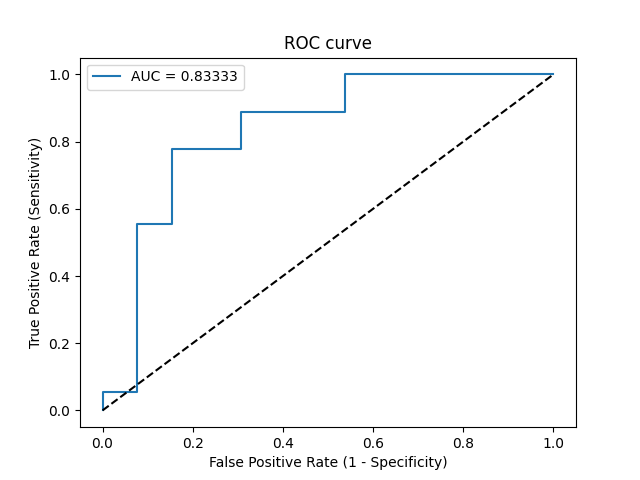 ROC curve
AUC = 0.83333
True Positive Rate (Sensitivity)
1.0
0.8
0.6
0.4
0.2
0.0
0.0 0.2 0.4 0.6 0.8 1.0
False Positive Rate (1 - Specificity)